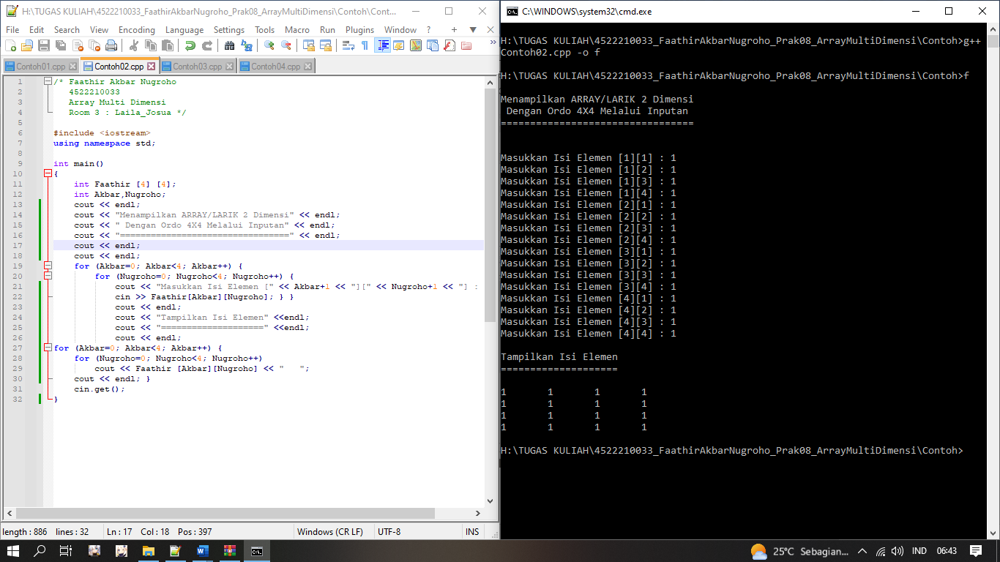 H:\TUGAS KULIAH\4522210033_FaathirAkbarNugroho_Prak08_ArrayMultiDimensi\Contoh\Cont...
File Edit Search View Encoding Language Settings Tools Macro Run Plugins Window ? + ▼ X
Contoh01.cpp Contoh02.cpp Contoh03.cpp Contoh04.cpp
1 /* Faathir Akbar Nugroho
2 4522210033
3 Array Multi Dimensi
4 Room 3 : Laila_Josua */
5
6 #include <iostream>
7 using namespace std;
8
9 int main()
10 {
11 int Faathir [4] [4];
12 int Akbar,Nugroho;
13 cout << endl;
14 cout << "Menampilkan ARRAY/LARIK 2 Dimensi" << endl;
15 cout << " Dengan Ordo 4X4 Melalui Inputan" << endl;
16 cout << "=================================" << endl;
17 cout << endl;
18 cout << endl;
19 for (Akbar=0; Akbar<4; Akbar++) {
20 for (Nugroho=0; Nugroho<4; Nugroho++) {
21 cout << "Masukkan Isi Elemen [" << Akbar+1 << "][" << Nugroho+1 << "] :
22 cin >> Faathir[Akbar][Nugroho]; } }
23 cout << endl;
24 cout << "Tampilkan Isi Elemen" <<endl;
25 cout << "====================" <<endl;
26 cout << endl;
27 for (Akbar=0; Akbar<4; Akbar++) {
28 for (Nugroho=0; Nugroho<4; Nugroho++)
29 cout << Faathir [Akbar][Nugroho] << "   ";
30 cout << endl; }
31 cin.get();
32 }
length : 886 lines : 32 Ln : 17 Col : 18 Pos : 397 Windows (CR LF) UTF-8 INS
C:\WINDOWS\system32\cmd.exe
H:\TUGAS KULIAH\4522210033_FaathirAkbarNugroho_Prak08_ArrayMultiDimensi\Contoh>g++
Contoh02.cpp -o f
H:\TUGAS KULIAH\4522210033_FaathirAkbarNugroho_Prak08_ArrayMultiDimensi\Contoh>f
Menampilkan ARRAY/LARIK 2 Dimensi
Dengan Ordo 4X4 Melalui Inputan
=================================
Masukkan Isi Elemen [1][1] : 1
Masukkan Isi Elemen [1][2] : 1
Masukkan Isi Elemen [1][3] : 1
Masukkan Isi Elemen [1][4] : 1
Masukkan Isi Elemen [2][1] : 1
Masukkan Isi Elemen [2][2] : 1
Masukkan Isi Elemen [2][3] : 1
Masukkan Isi Elemen [2][4] : 1
Masukkan Isi Elemen [3][1] : 1
Masukkan Isi Elemen [3][2] : 1
Masukkan Isi Elemen [3][3] : 1
Masukkan Isi Elemen [3][4] : 1
Masukkan Isi Elemen [4][1] : 1
Masukkan Isi Elemen [4][2] : 1
Masukkan Isi Elemen [4][3] : 1
Masukkan Isi Elemen [4][4] : 1
Tampilkan Isi Elemen
====================
1 1 1 1
1 1 1 1
1 1 1 1
1 1 1 1
H:\TUGAS KULIAH\4522210033_FaathirAkbarNugroho_Prak08_ArrayMultiDimensi\Contoh>
25°C Sebagian... IND 06:43